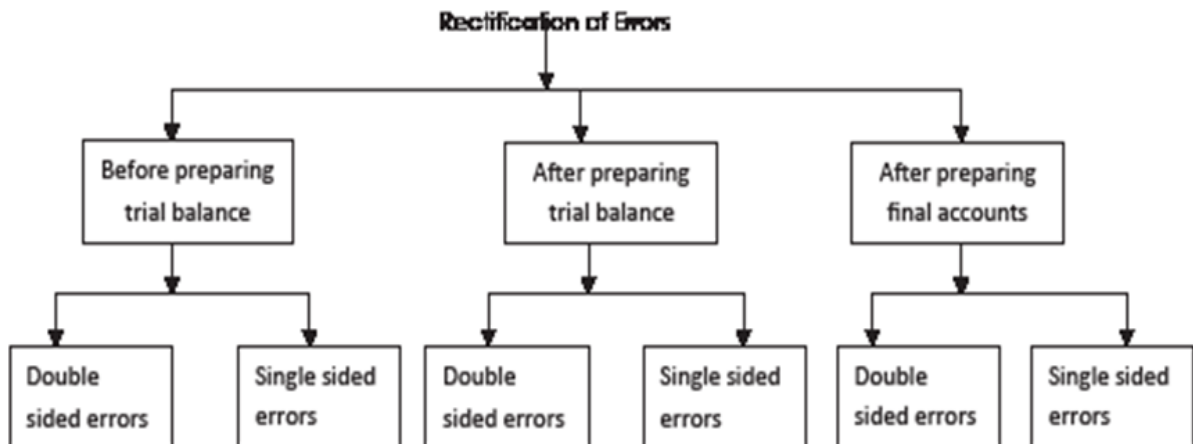 Rectification of Errors
Before preparing
trial balance
After preparing
trial balance
After preparing
final accounts
Double
sided errors
Single sided
errors
Double
sided errors
Single sided
errors
Double
sided errors
Single sided
errors